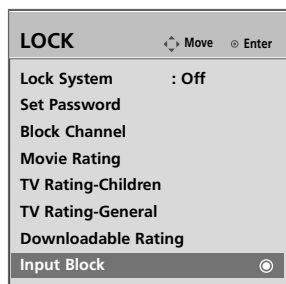 LOCK Move Enter
Lock System : Off
Set Password
Block Channel
Movie Rating
TV Rating-Children
TV Rating-General
Downloadable Rating
Input Block